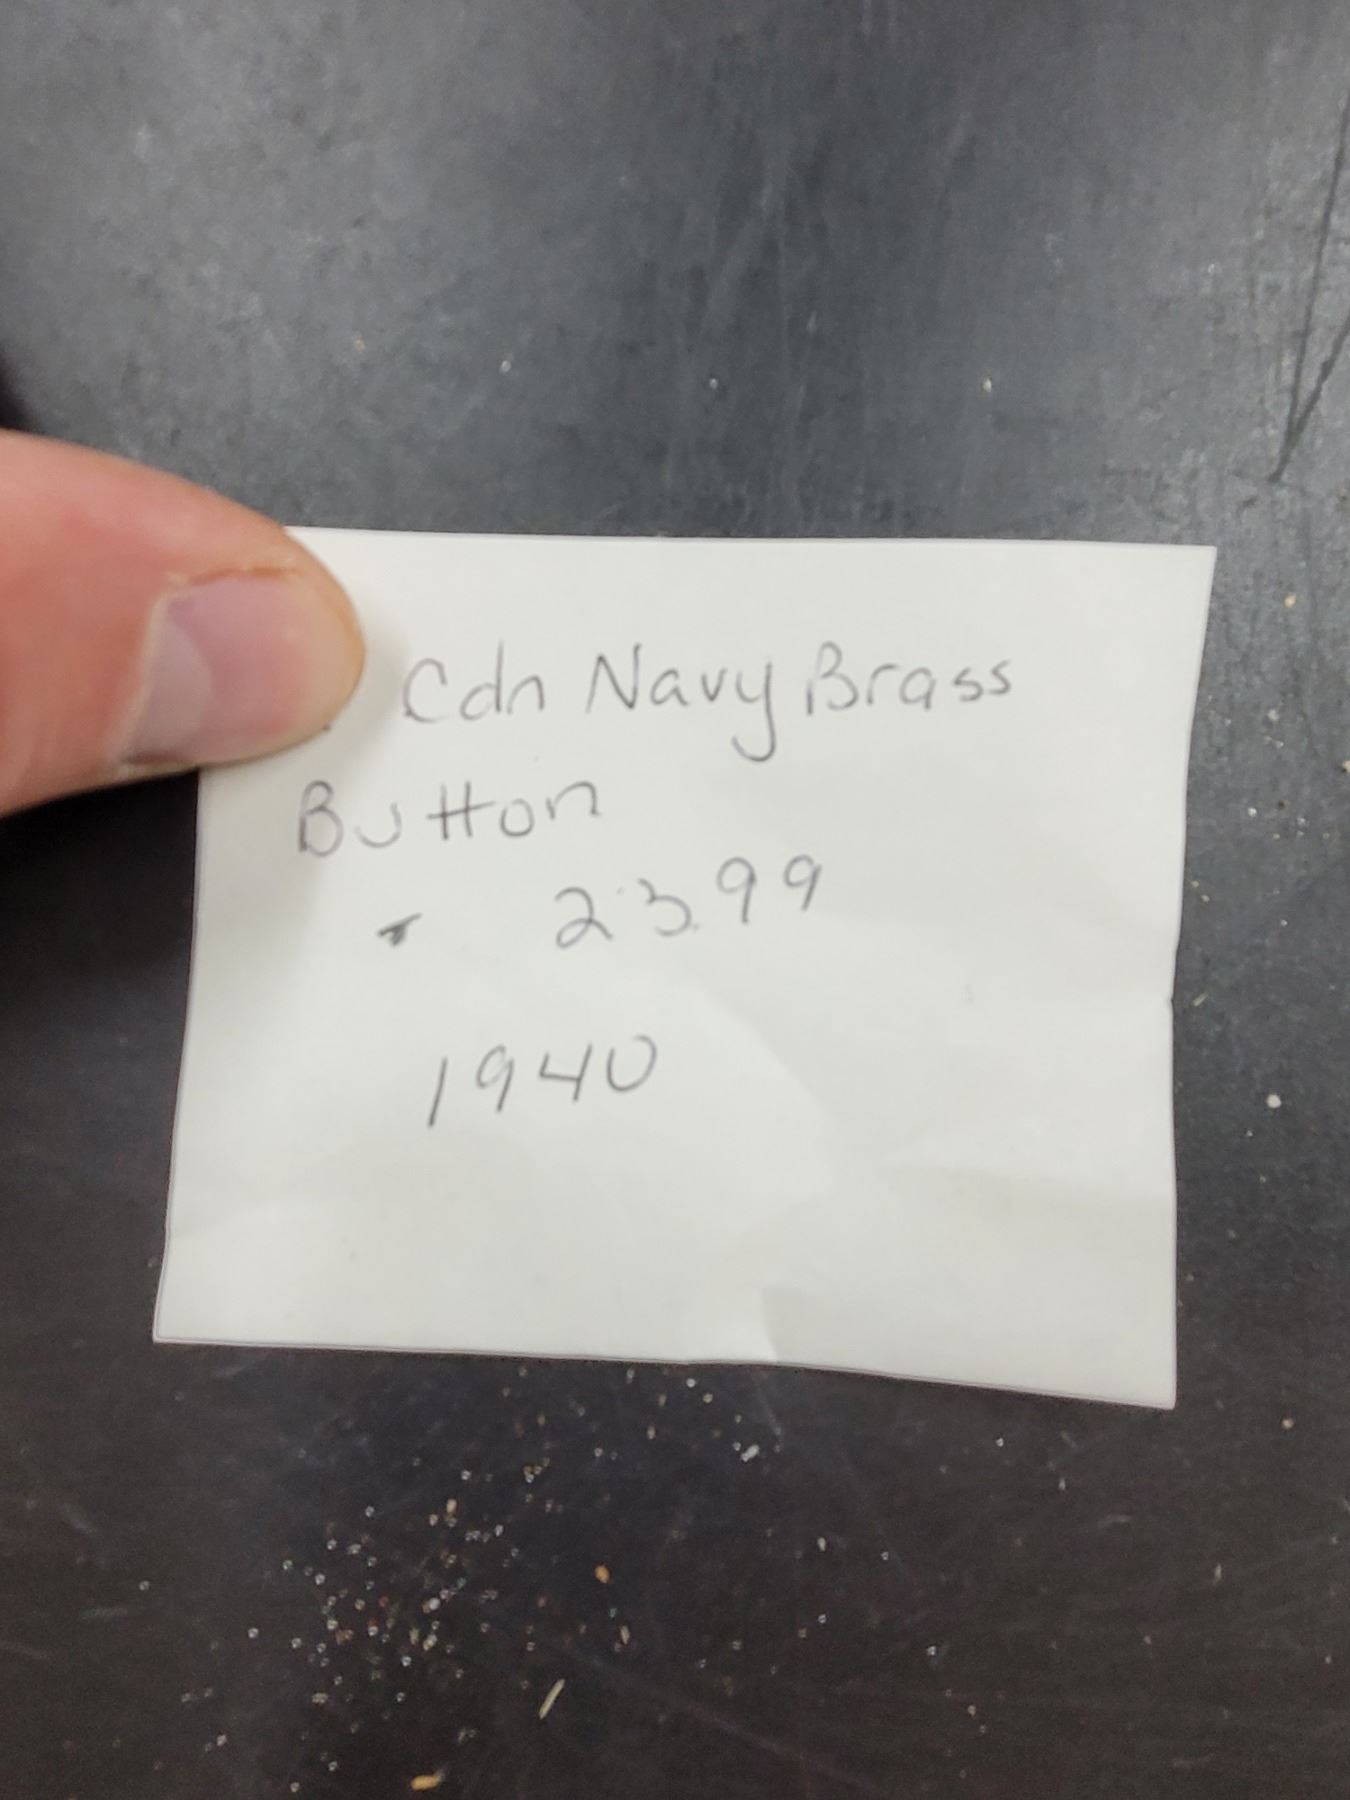 Cdn Navy Brass
Button
- 23.99
1940